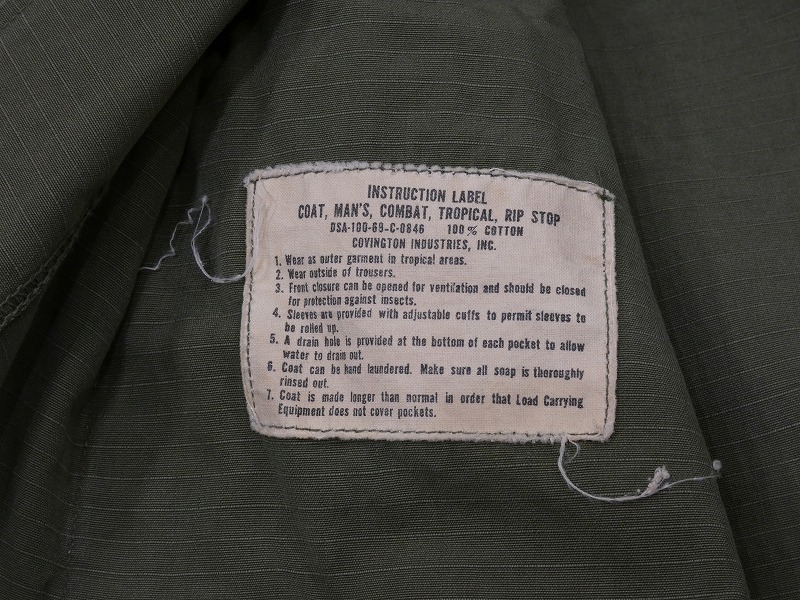 INSTRUCTION LABEL
COAT, MAN'S, COMBAT, TROPICAL, RIP STOP
DSA-100-69-C-0846 100% COTTON
COVINGTON INDUSTRIES, INC.
1. Wear as outer garment in tropical areas.
2. Wear outside of trousers.
3. Front closure can be opened for ventilation and should be closed
for protection against insects.
4. Sleeves are provided with adjustable cuffs to permit sleeves to
be rolled up.
5. A drain hole is provided at the bottom of each pocket to allow
water to drain out.
6. Coat can be hand laundered. Make sure all soap is thoroughly
rinsed out.
7. Coat is made longer than normal in order that Load Carrying
Equipment does not cover pockets.